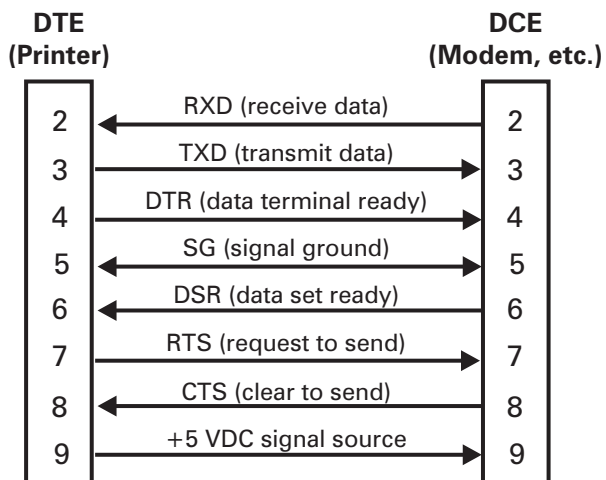 DTE DCE
(Printer) (Modem, etc.)
2 RXD (receive data) 2
3 TXD (transmit data) 3
4 DTR (data terminal ready) 4
5 SG (signal ground) 5
6 DSR (data set ready) 6
7 RTS (request to send) 7
8 CTS (clear to send) 8
9 +5 VDC signal source 9